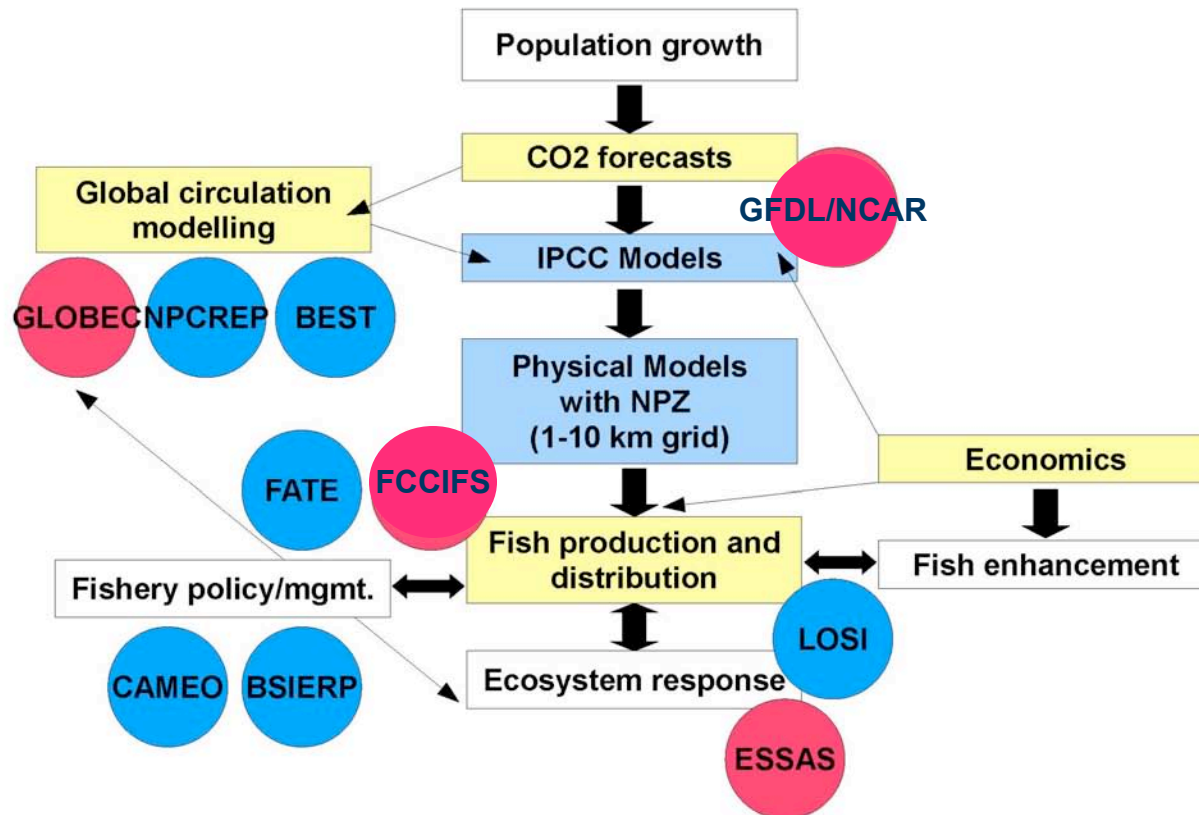 Population growth
CO2 forecasts
Global circulation
modelling
GFDL/NCAR
IPCC Models
GLOBEC
NPCREP
BEST
Physical Models
with NPZ
(1-10 km grid)
Economics
FATE
FCCIFS
Fish production and
distribution
Fish enhancement
Fishery policy/mgmt.
LOSI
CAMEO
BSIERP
Ecosystem response
ESSAS